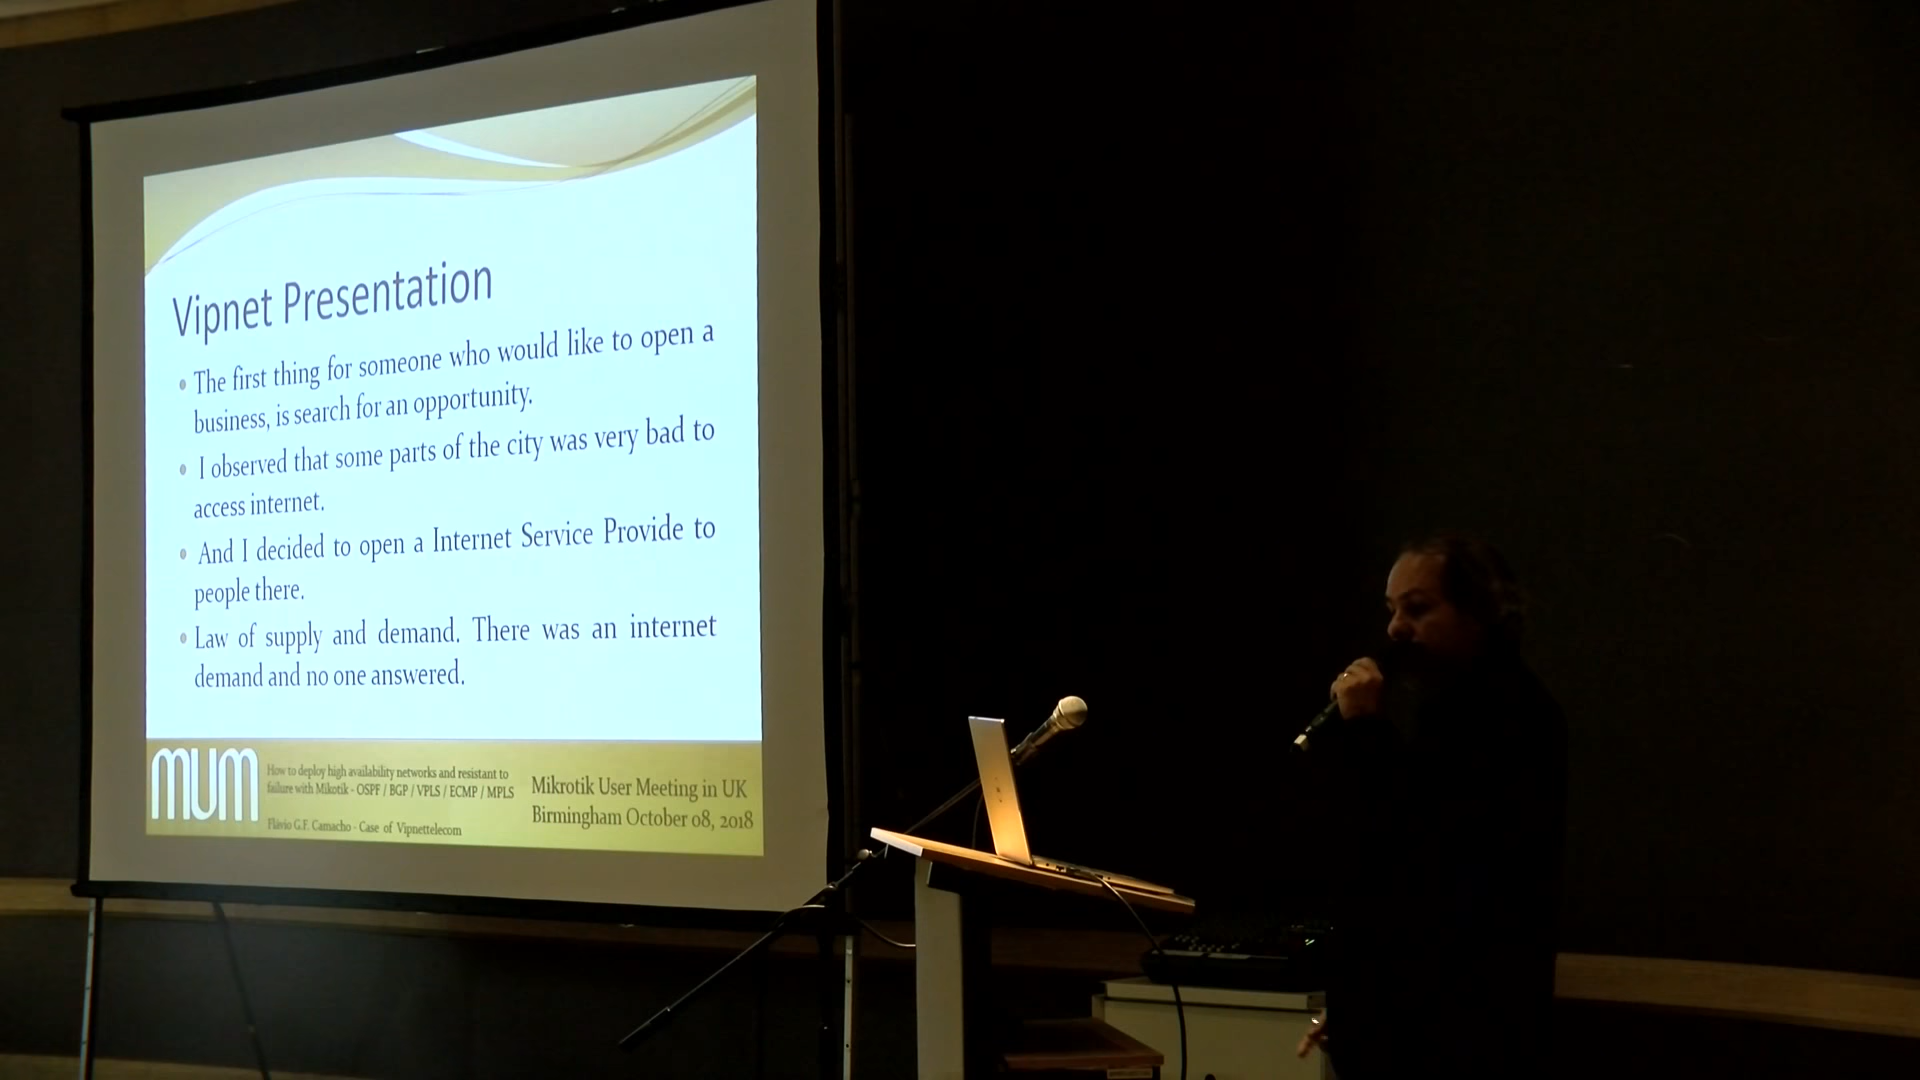 Vipnet Presentation
• The first thing for someone who would like to open a
business, is search for an opportunity.
• I observed that some parts of the city was very bad to
access internet.
• And I decided to open a Internet Service Provide to
people there.
• Law of supply and demand. There was an internet
demand and no one answered.
MUM
How to deploy high availability networks and resistant to
failure with Mikotik - OSPF / BGP / VPLS / ECMP / MPLS
Flávio G.F. Camacho - Case of Vipnettelecom
Mikrotik User Meeting in UK
Birmingham October 08, 2018